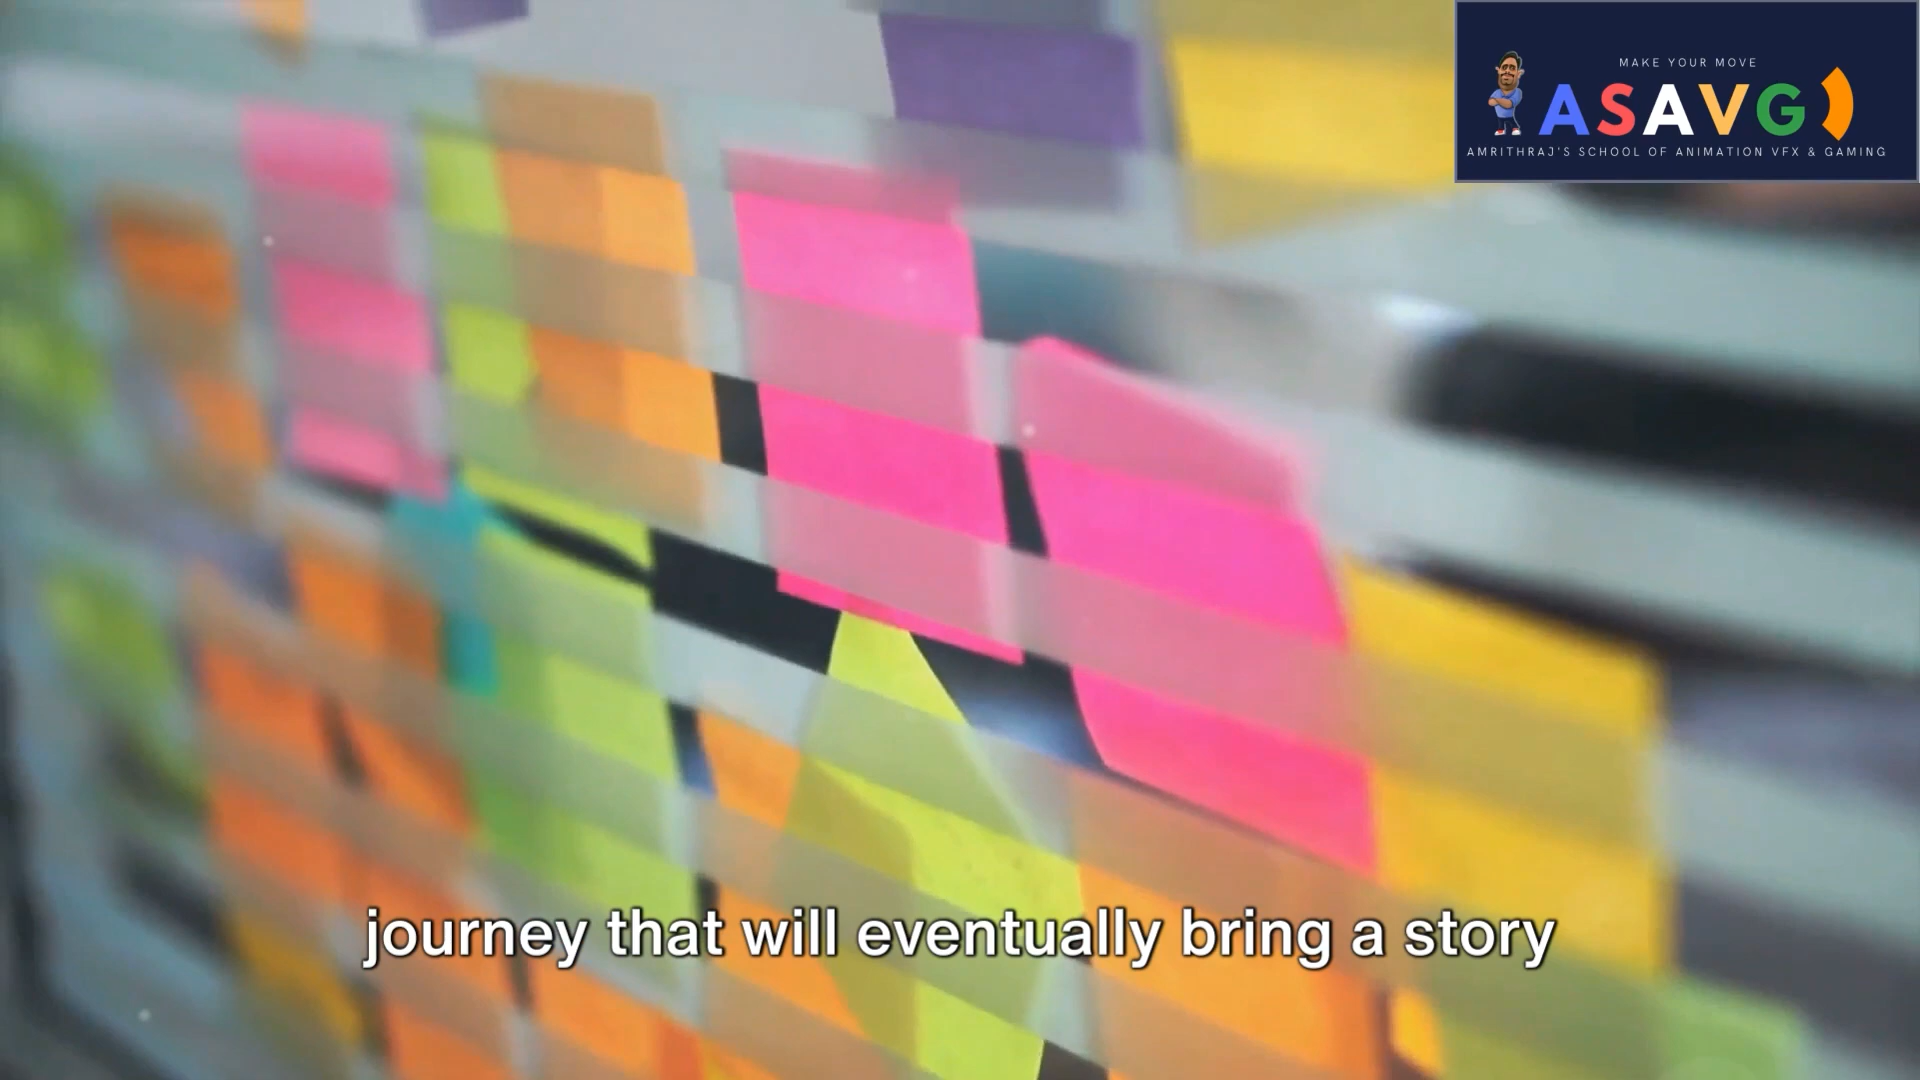 MAKE YOUR MOVE
ASAVG
AMRITHRAJ'S SCHOOL OF ANIMATION VFX & GAMING
journey that will eventually bring a story